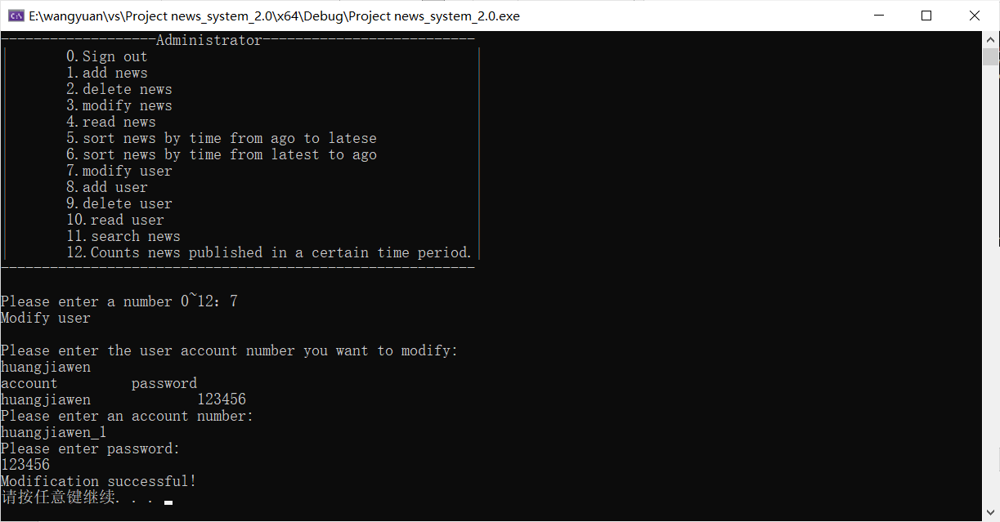 E:\wangyuan\vs\Project news_system_2.0\x64\Debug\Project news_system_2.0.exe
-------------------Administrator--------------------------
0.Sign out
1.add news
2.delete news
3.modify news
4.read news
5.sort news by time from ago to latese
6.sort news by time from latest to ago
7.modify user
8.add user
9.delete user
10.read user
11.search news
12.Counts news published in a certain time period.
----------------------------------------------------------
Please enter a number 0~12: 7
Modify user
Please enter the user account number you want to modify:
huangjiawen
account         password
huangjiawen             123456
Please enter an account number:
huangjiawen_1
Please enter password:
123456
Modification successful!
请按任意键继续. . .